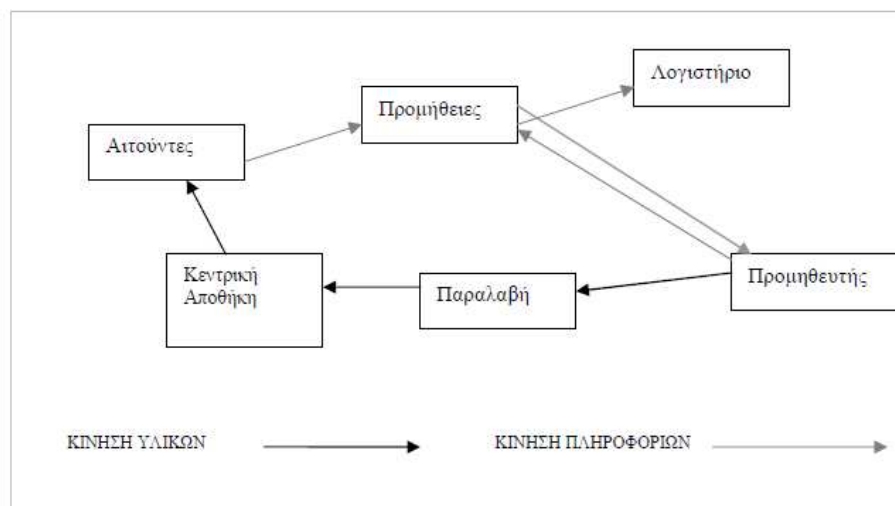 Λογιστήριο
Προμήθειες
Αιτούντες
Κεντρική
Αποθήκη
Παραλαβή
Προμηθευτής
ΚΙΝΗΣΗ ΥΛΙΚΩΝ
ΚΙΝΗΣΗ ΠΛΗΡΟΦΟΡΙΩΝ